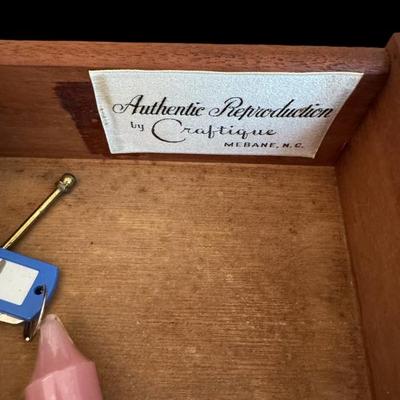 Authentic Reproduction
by Craftique
MEBANE, N.C.